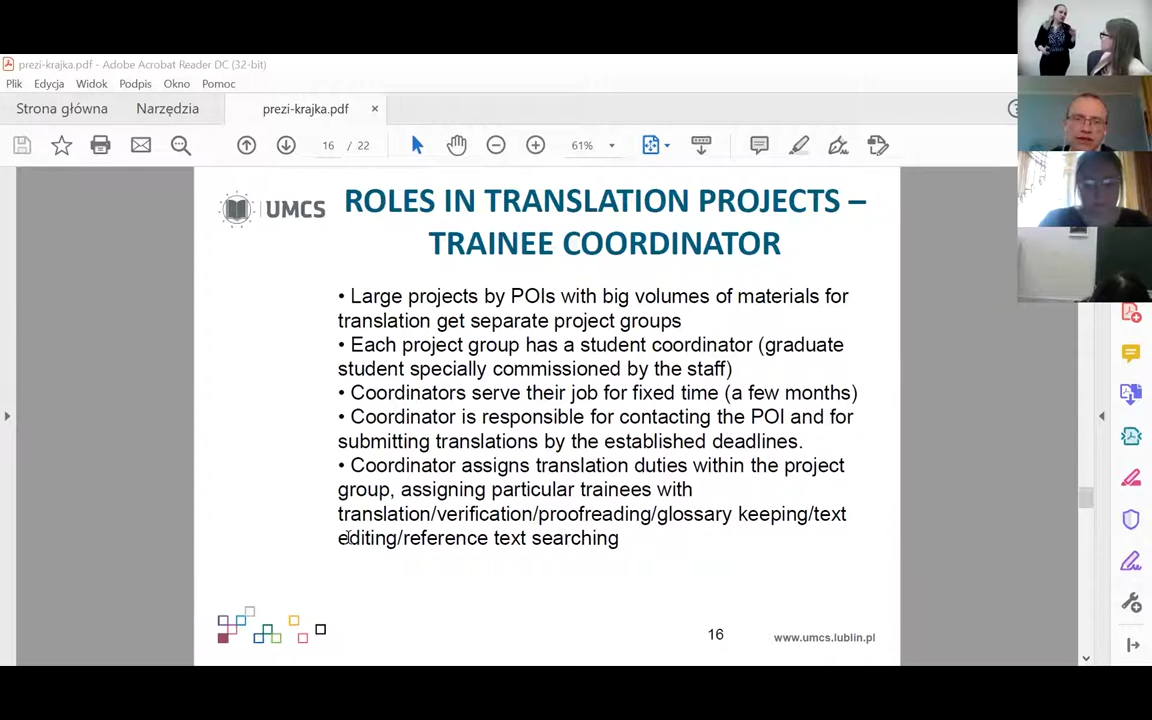 prezi-krajka.pdf - Adobe Acrobat Reader DC (32-bit)
Plik Edycja Widok Podpis Okno Pomoc
Strona główna Narzędzia prezi-krajka.pdf ×
16 / 22 61%
UMCS
ROLES IN TRANSLATION PROJECTS –
TRAINEE COORDINATOR
• Large projects by POIs with big volumes of materials for
translation get separate project groups
• Each project group has a student coordinator (graduate
student specially commissioned by the staff)
• Coordinators serve their job for fixed time (a few months)
• Coordinator is responsible for contacting the POI and for
submitting translations by the established deadlines.
• Coordinator assigns translation duties within the project
group, assigning particular trainees with
translation/verification/proofreading/glossary keeping/text
editing/reference text searching
16
www.umcs.lublin.pl